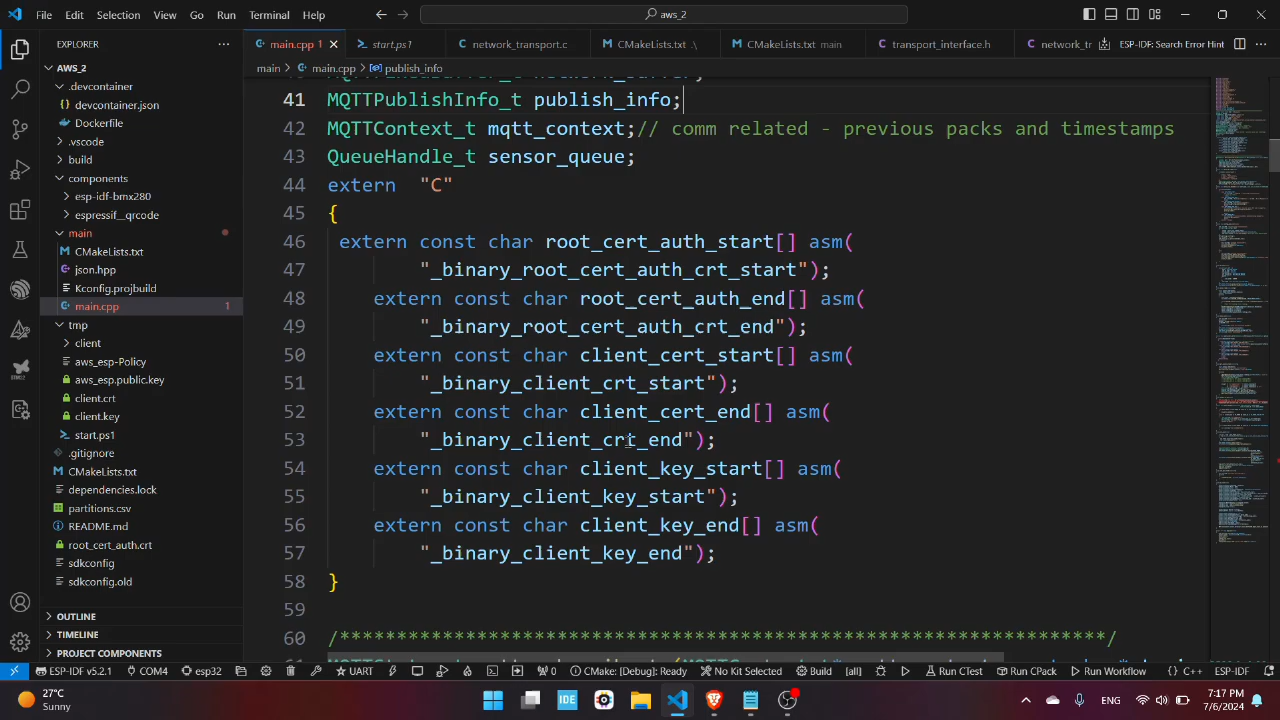 File Edit Selection View Go Run Terminal Help
aws_2
EXPLORER
main.cpp 1
start.ps1
network_transport.c
CMakeLists.txt .\
CMakeLists.txt main
transport_interface.h
network_tr
ESP-IDF: Search Error Hint
AWS_2
.devcontainer
devcontainer.json
Dockerfile
.vscode
build
components
esp-idf-bmx280
espressif__qrcode
main
CMakeLists.txt
json.hpp
Kconfig.projbuild
main.cpp 1
tmp
client
aws_esp-Policy
aws_esp.public.key
client.crt
client.key
start.ps1
.gitignore
CMakeLists.txt
dependencies.lock
partitions.csv
README.md
root_cert_auth.crt
sdkconfig
sdkconfig.old
OUTLINE
TIMELINE
PROJECT COMPONENTS
main > main.cpp > publish_info
41 MQTTPublishInfo_t publish_info;
42 MQTTContext_t mqtt_context;// comm related - previous packs and timestamps
43 QueueHandle_t sensor_queue;
44 extern "C"
45 {
46 extern const char root_cert_auth_start[] asm(
47 "_binary_root_cert_auth_crt_start");
48 extern const char root_cert_auth_end[] asm(
49 "_binary_root_cert_auth_crt_end");
50 extern const char client_cert_start[] asm(
51 "_binary_client_crt_start");
52 extern const char client_cert_end[] asm(
53 "_binary_client_crt_end");
54 extern const char client_key_start[] asm(
55 "_binary_client_key_start");
56 extern const char client_key_end[] asm(
57 "_binary_client_key_end");
58 }
59
60 /*******************************************************************/
ESP-IDF v5.2.1 COM4 esp32 UART 0 1 CMake: [Debug]: Ready No Kit Selected Build [all] Run CTest Run CPack Run Workflow C++ ESP-IDF
27°C
Sunny
IDE
ENG
7:17 PM
7/6/2024